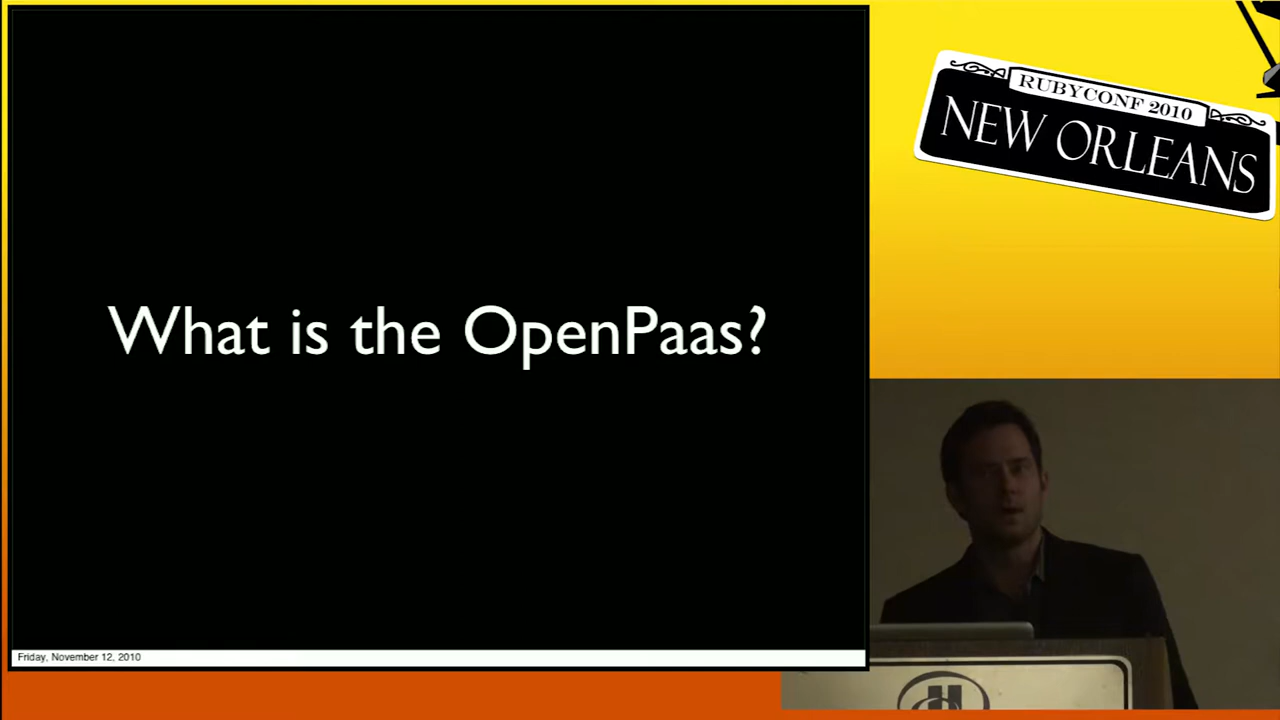 What is the OpenPaas?
Friday, November 12, 2010
RUBYCONF 2010
NEW ORLEANS